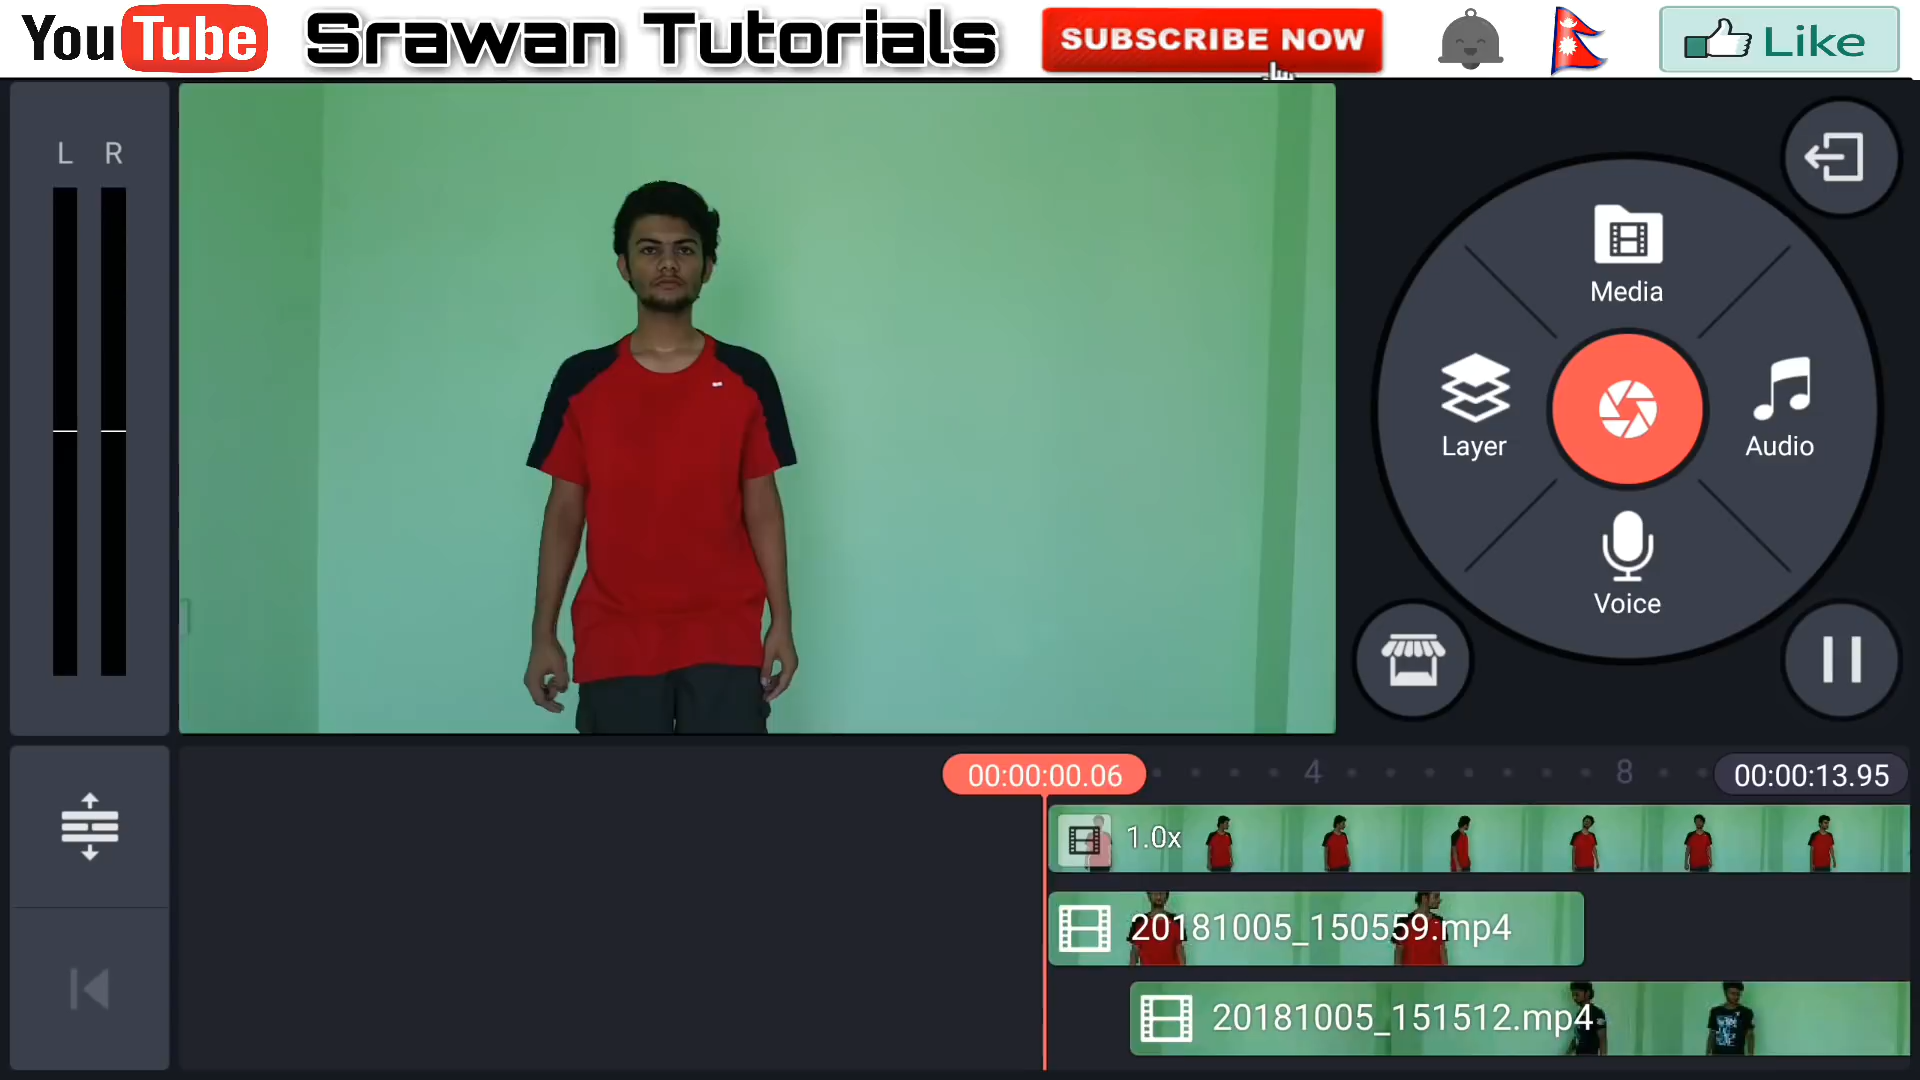 YouTube Srawan Tutorials SUBSCRIBE NOW Like
L R
Media
Layer
Audio
Voice
00:00:00.06 4 8 00:00:13.95
1.0x
20181005_150559.mp4
20181005_151512.mp4